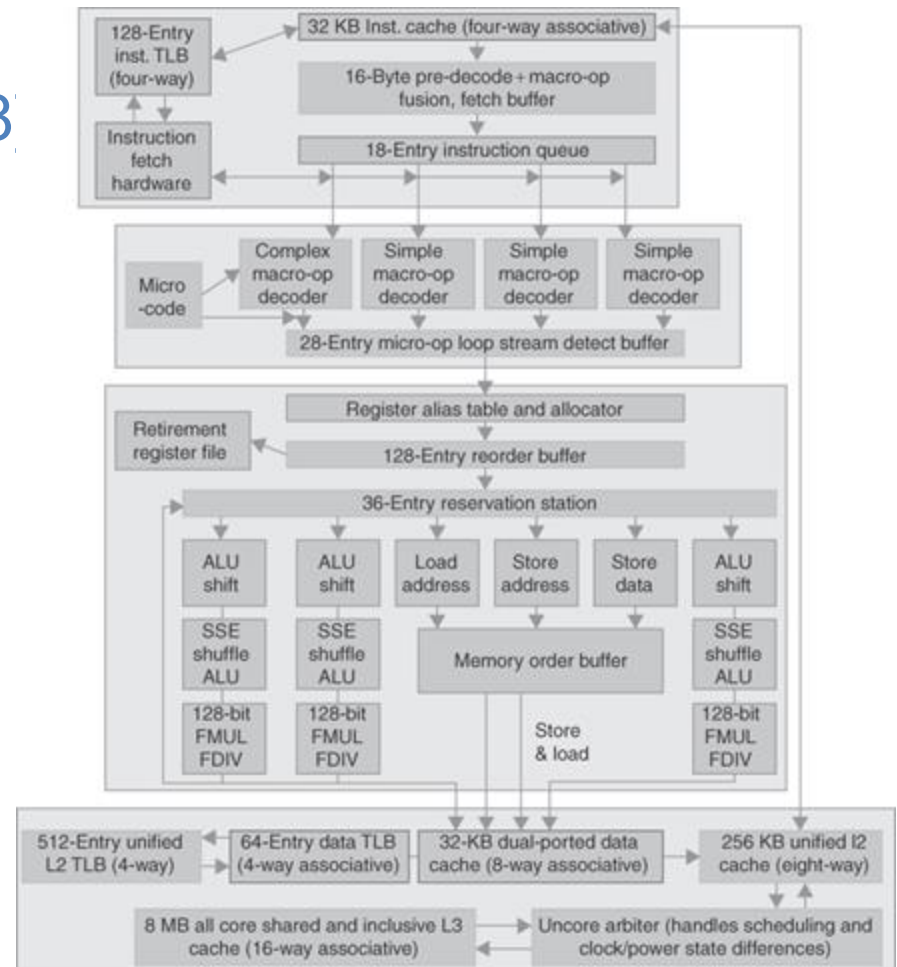 3
128-Entry
inst. TLB
(four-way)
32 KB Inst. cache (four-way associative)
16-Byte pre-decode+macro-op
fusion, fetch buffer
Instruction
fetch
hardware
18-Entry instruction queue
Micro
-code
Complex
macro-op
decoder
Simple
macro-op
decoder
Simple
macro-op
decoder
Simple
macro-op
decoder
28-Entry micro-op loop stream detect buffer
Register alias table and allocator
Retirement
register file
128-Entry reorder buffer
36-Entry reservation station
ALU
shift
ALU
shift
Load
address
Store
address
Store
data
ALU
shift
SSE
shuffle
ALU
SSE
shuffle
ALU
Memory order buffer
SSE
shuffle
ALU
128-bit
FMUL
FDIV
128-bit
FMUL
FDIV
Store
& load
128-bit
FMUL
FDIV
512-Entry unified
L2 TLB (4-way)
64-Entry data TLB
(4-way associative)
32-KB dual-ported data
cache (8-way associative)
256 KB unified l2
cache (eight-way)
8 MB all core shared and inclusive L3
cache (16-way associative)
Uncore arbiter (handles scheduling and
clock/power state differences)